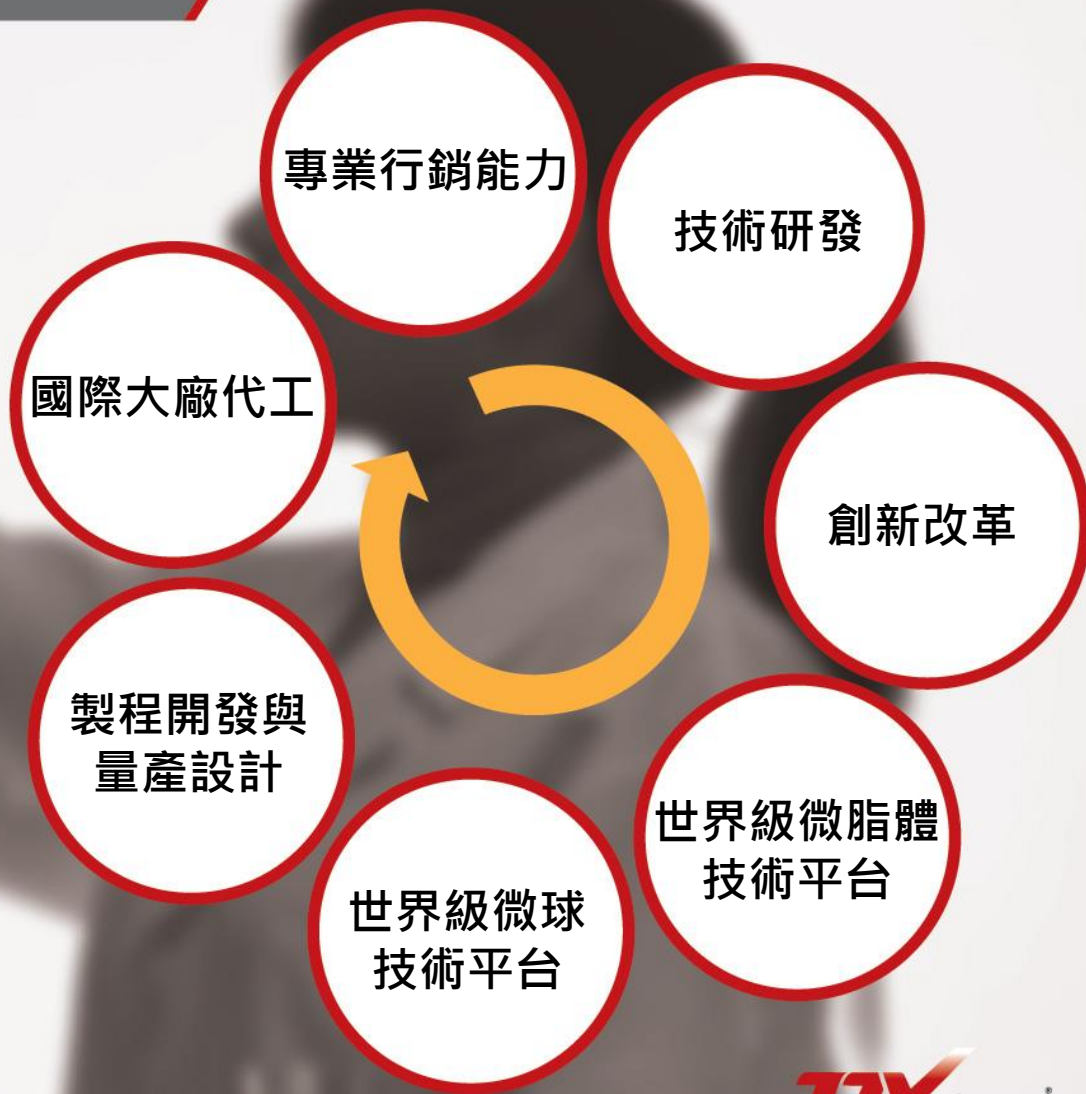 專業行銷能力
技術研發
創新改革
世界級微脂體
技術平台
世界級微球
技術平台
製程開發與
量產設計
國際大廠代工